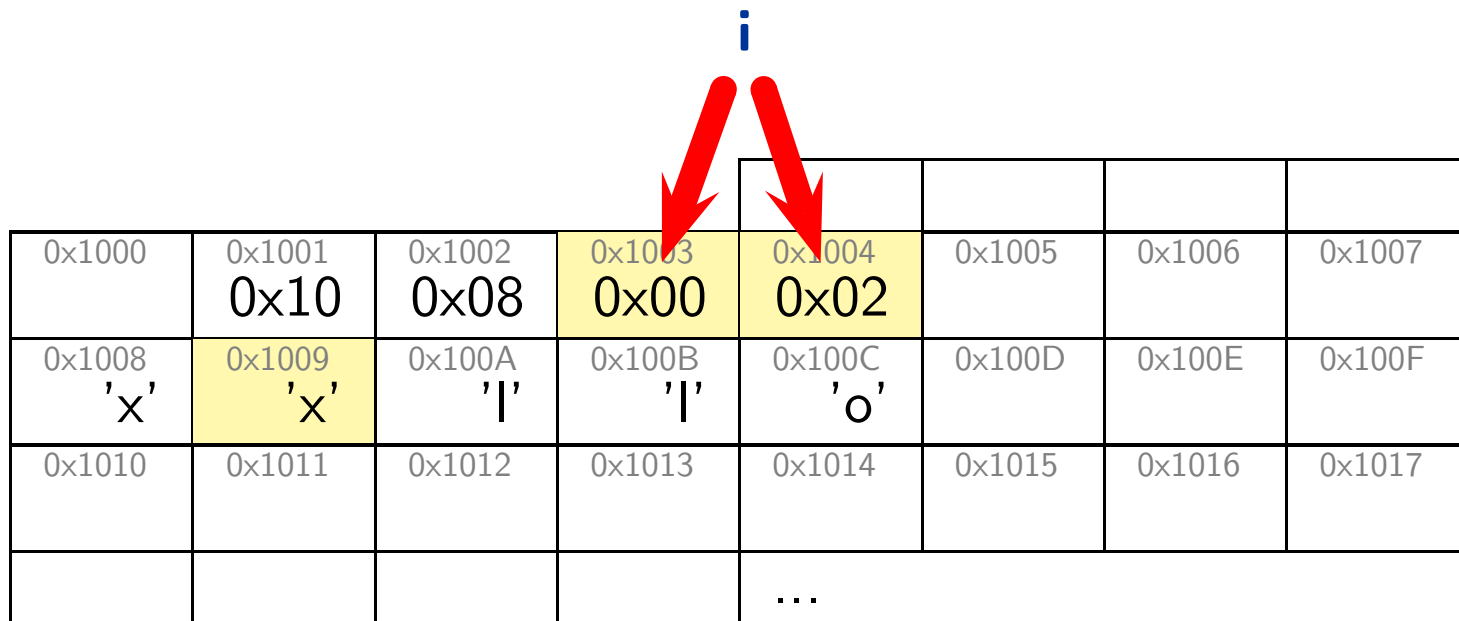 i
0x1000 0x1001 0x1002 0x1003 0x1004 0x1005 0x1006 0x1007
0x10 0x08 0x00 0x02
0x1008 0x1009 0x100A 0x100B 0x100C 0x100D 0x100E 0x100F
'x' 'x' 'l' 'l' 'o'
0x1010 0x1011 0x1012 0x1013 0x1014 0x1015 0x1016 0x1017
...